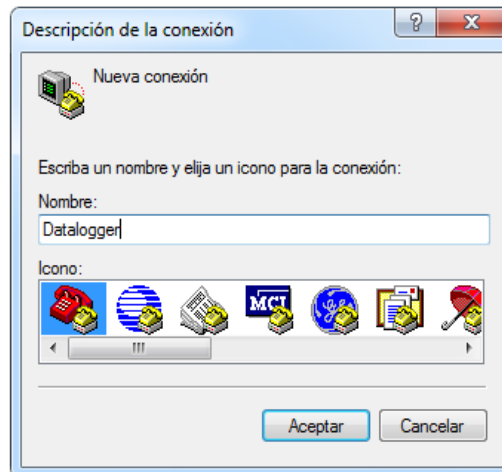 Descripción de la conexión
Nueva conexión
Escriba un nombre y elija un icono para la conexión:
Nombre:
Datalogger
Icono:
MCI
Aceptar
Cancelar